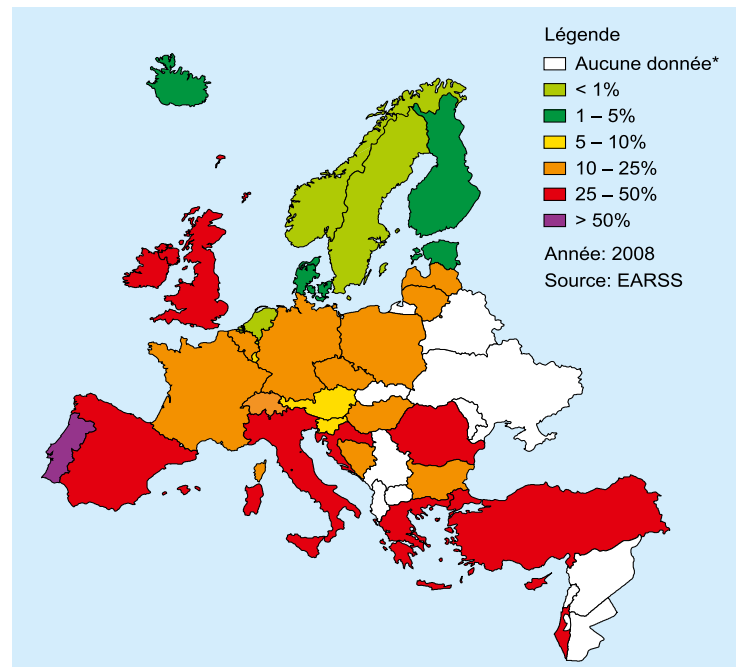 Légende
Aucune donnée*
< 1%
1 – 5%
5 – 10%
10 – 25%
25 – 50%
> 50%
Année: 2008
Source: EARSS